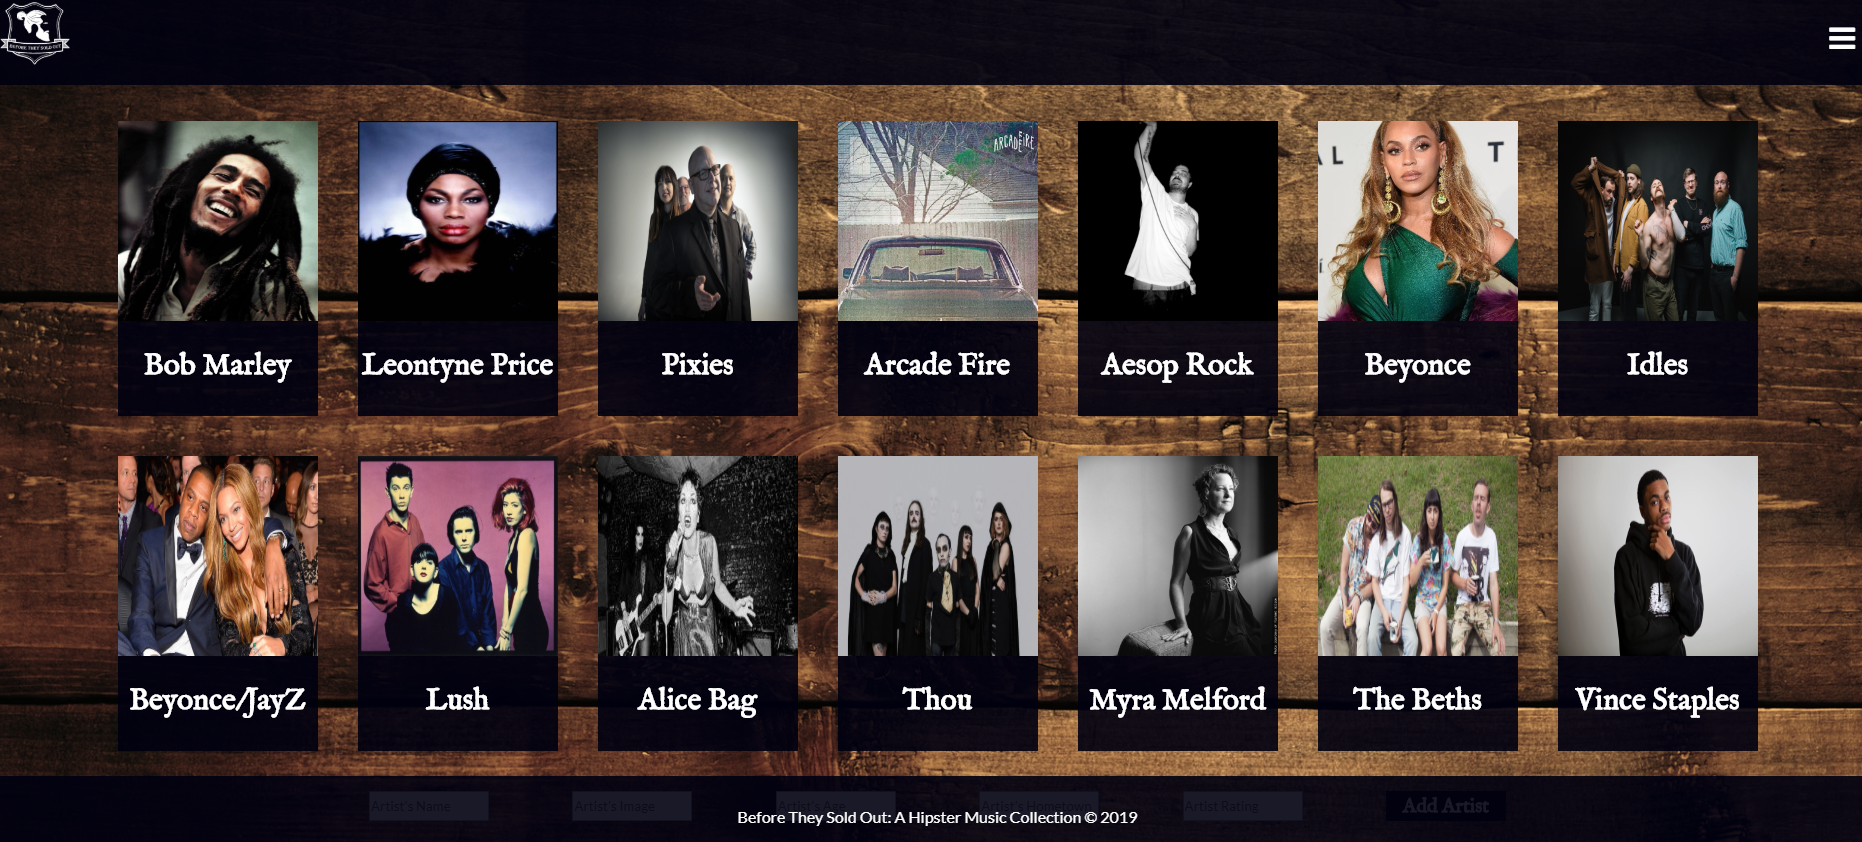 BEFORE THEY SOLD OUT
ARCADE FIRE
Bob Marley
Leontyne Price
Pixies
Arcade Fire
Aesop Rock
Beyonce
Idles
Beyonce/JayZ
Lush
Alice Bag
Thou
Myra Melford
The Beths
Vince Staples
Artist's Name
Artist's Image
Artist's Age
Artist's Hometown
Artist Rating
Add Artist
Before They Sold Out: A Hipster Music Collection © 2019